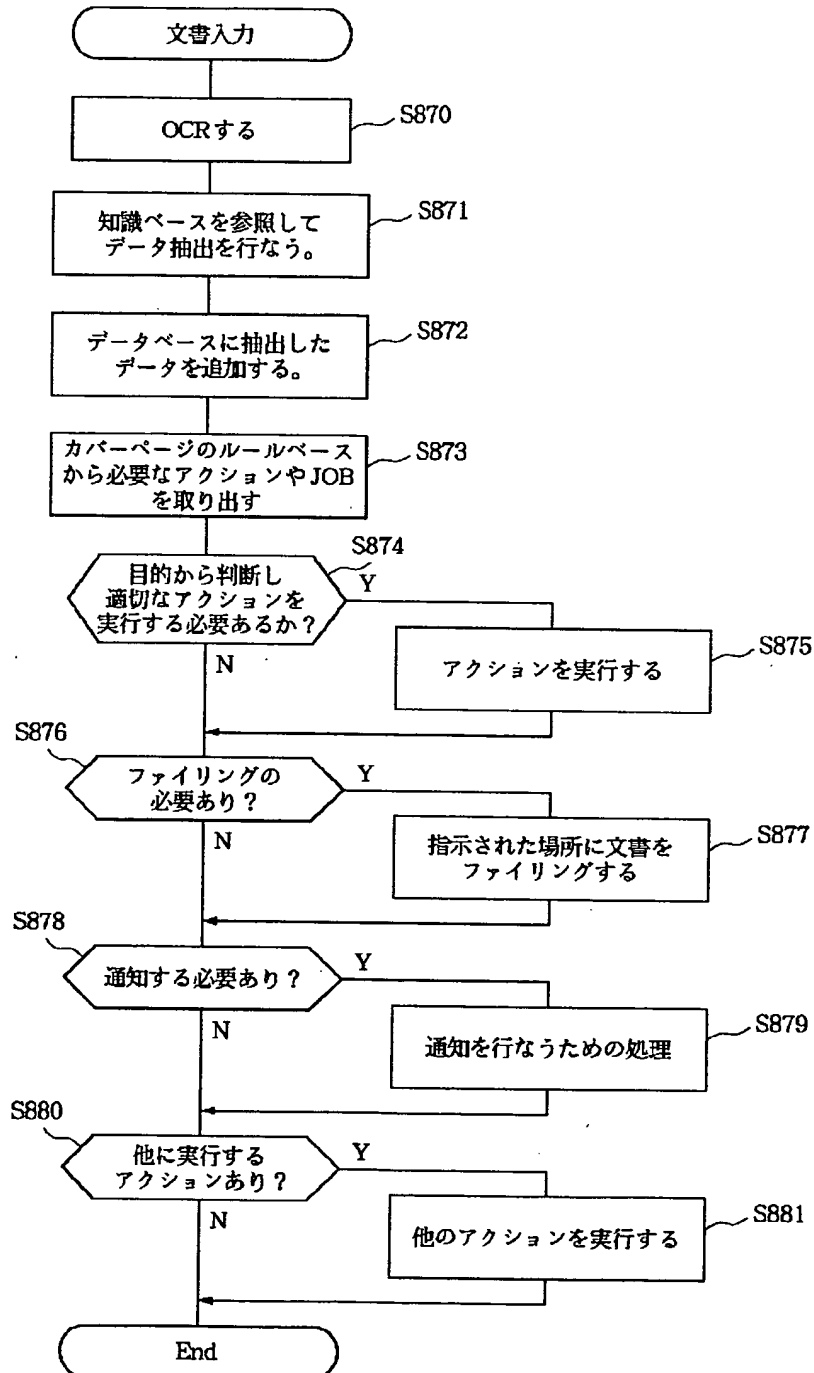 文書入力
OCRする
S870
知識ベースを参照して
データ抽出を行なう。
S871
データベースに抽出した
データを追加する。
S872
カバーページのルールベース
から必要なアクションやJOB
を取り出す
S873
S874
目的から判断し
適切なアクションを
実行する必要あるか？
Y
N
アクションを実行する
S875
S876
ファイリングの
必要あり？
Y
N
指示された場所に文書を
ファイリングする
S877
S878
通知する必要あり？
Y
N
通知を行なうための処理
S879
S880
他に実行する
アクションあり？
Y
N
他のアクションを実行する
S881
End